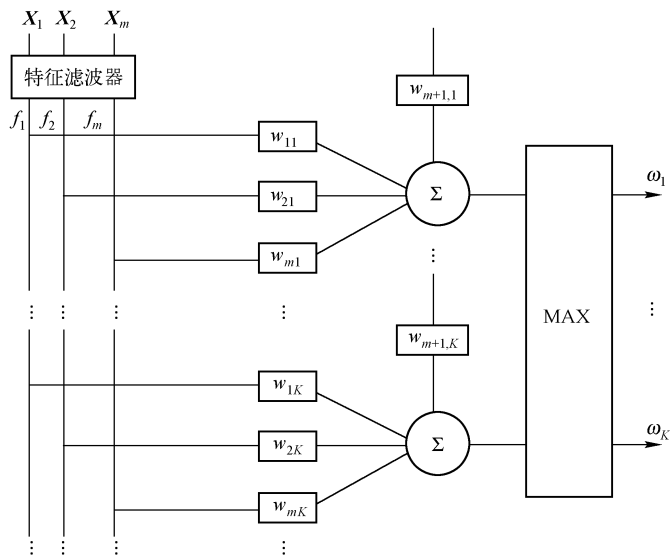 X₁ X₂ Xₘ
特征滤波器
f₁ f₂ fₘ
wₘ₊₁,₁
w₁₁
w₂₁
Σ
wₘ₁
ω₁
⋮
⋮ ⋮ ⋮ ⋮
MAX
⋮
wₘ₊₁,K
w₁K
w₂K
Σ
ωK
wₘK
⋮ ⋮ ⋮ ⋮